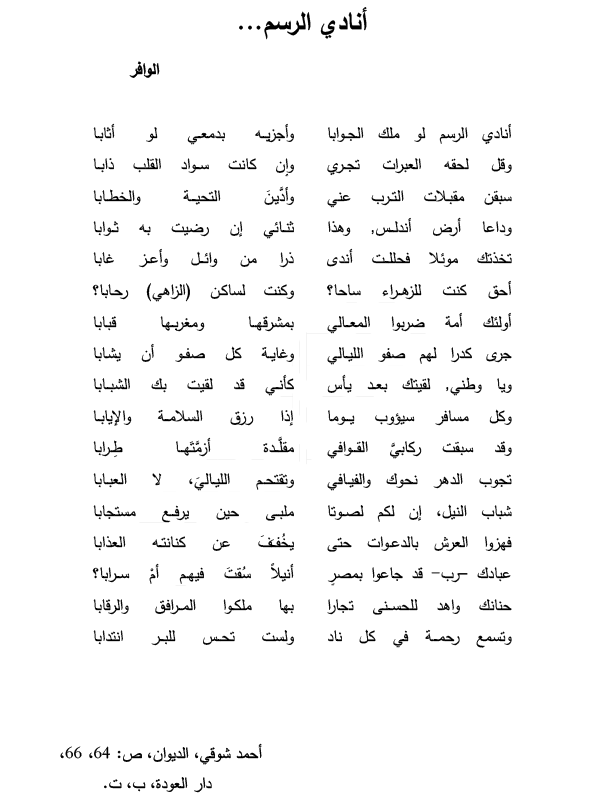 أنادي الرسم...
الوافر
أنادي الرسم لو ملك الجوابا وأجزيه بدمعي لو أثابا
وقل لحقه العبرات تجري وإن كانت سواد القلب ذابا
سبقن مقبلات الترب عني وأدَّينَ التحية والخطابا
وداعا أرض أندلس, وهذا ثنائي إن رضيت به ثوابا
تخذتك موئلا فحللت أندى ذرا من وائل وأعز غابا
أحق كنت للزهراء ساحا؟ وكنت لساكن (الزاهي) رحابا؟
أولئك أمة ضربوا المعالي بمشرقها ومغربها قبابا
جرى كدرا لهم صفو الليالي وغاية كل صفو أن يشابا
ويا وطني, لقيتك بعد يأس كأني قد لقيت بك الشبابا
وكل مسافر سيؤوب يوما إذا رزق السلامة والإيابا
وقد سبقت ركابيَّ القوافي مقلَّدة أزمَّتَها طِرابا
تجوب الدهر نحوك والفيافي وتقتحم الليالي، لا العبابا
شباب النيل، إن لكم لصوتا ملبى حين يرفع مستجابا
فهزوا العرش بالدعوات حتى يخُففَ عن كنانته العذابا
عبادك –رب– قد جاعوا بمصرِ أنيلاً سُقتَ فيهم أمْ سرابا؟
حنانك واهد للحسنى تجارا بها ملكوا المرافق والرقابا
وتسمع رحمة في كل ناد ولست تحس للبر انتدابا
أحمد شوقي، الديوان، ص: 64، 66،
دار العودة، ب، ت.